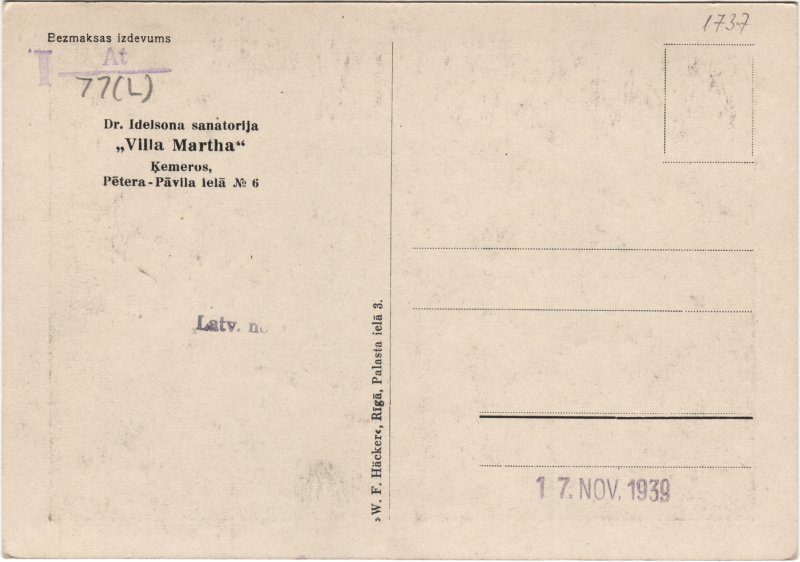 Bezmaksas izdevums
1737
I At
77(L)
Dr. Idelsona sanatorija
„Villa Martha“
Ķemeros,
Pētera-Pāvila ielā № 6
Latv. no
»W. F. Häcker«, Rīgā, Palasta ielā 3.
17. NOV. 1939